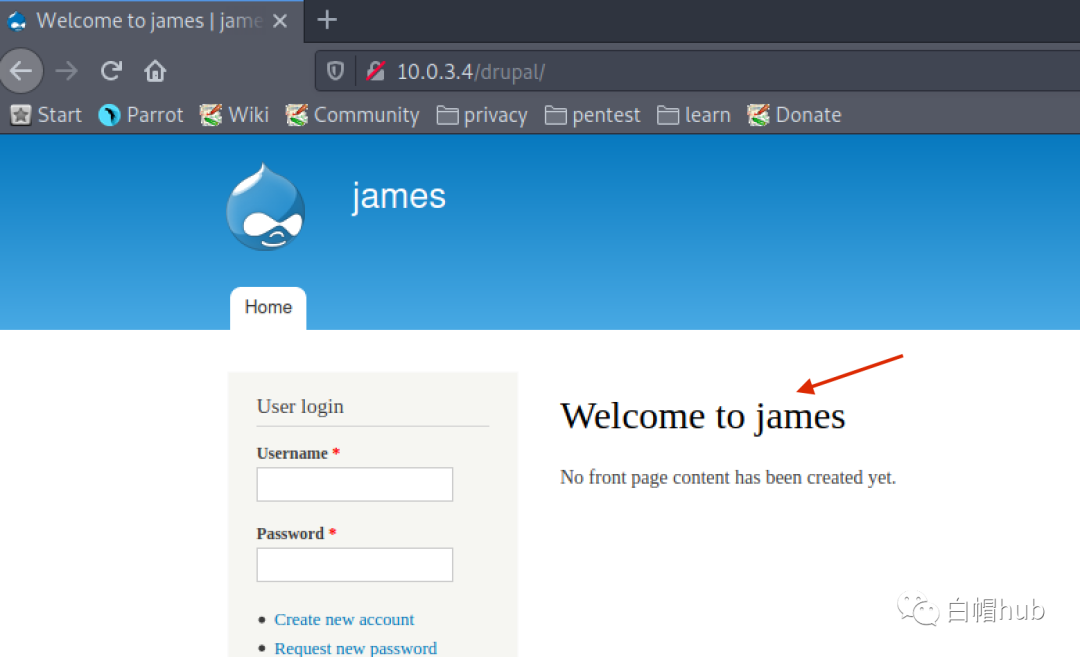 Welcome to james | jame
10.0.3.4/drupal/
Start Parrot Wiki Community privacy pentest learn Donate
james
Home
User login
Username *
Password *
Create new account
Request new password
Welcome to james
No front page content has been created yet.
白帽hub